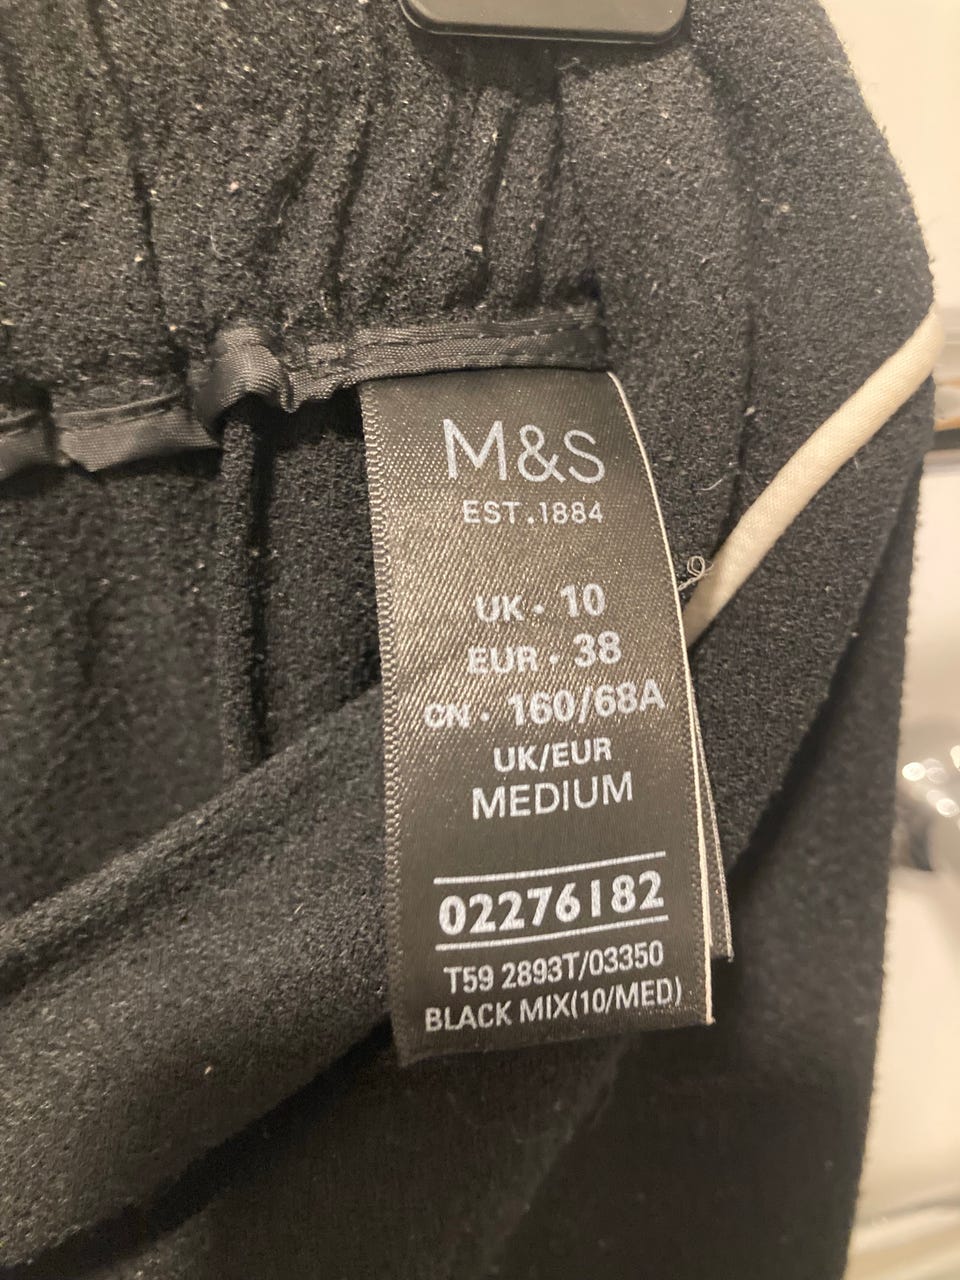 M&S
EST.1884
UK · 10
EUR · 38
CN · 160/68A
UK/EUR
MEDIUM
02276182
T59 2893T/03350
BLACK MIX(10/MED)